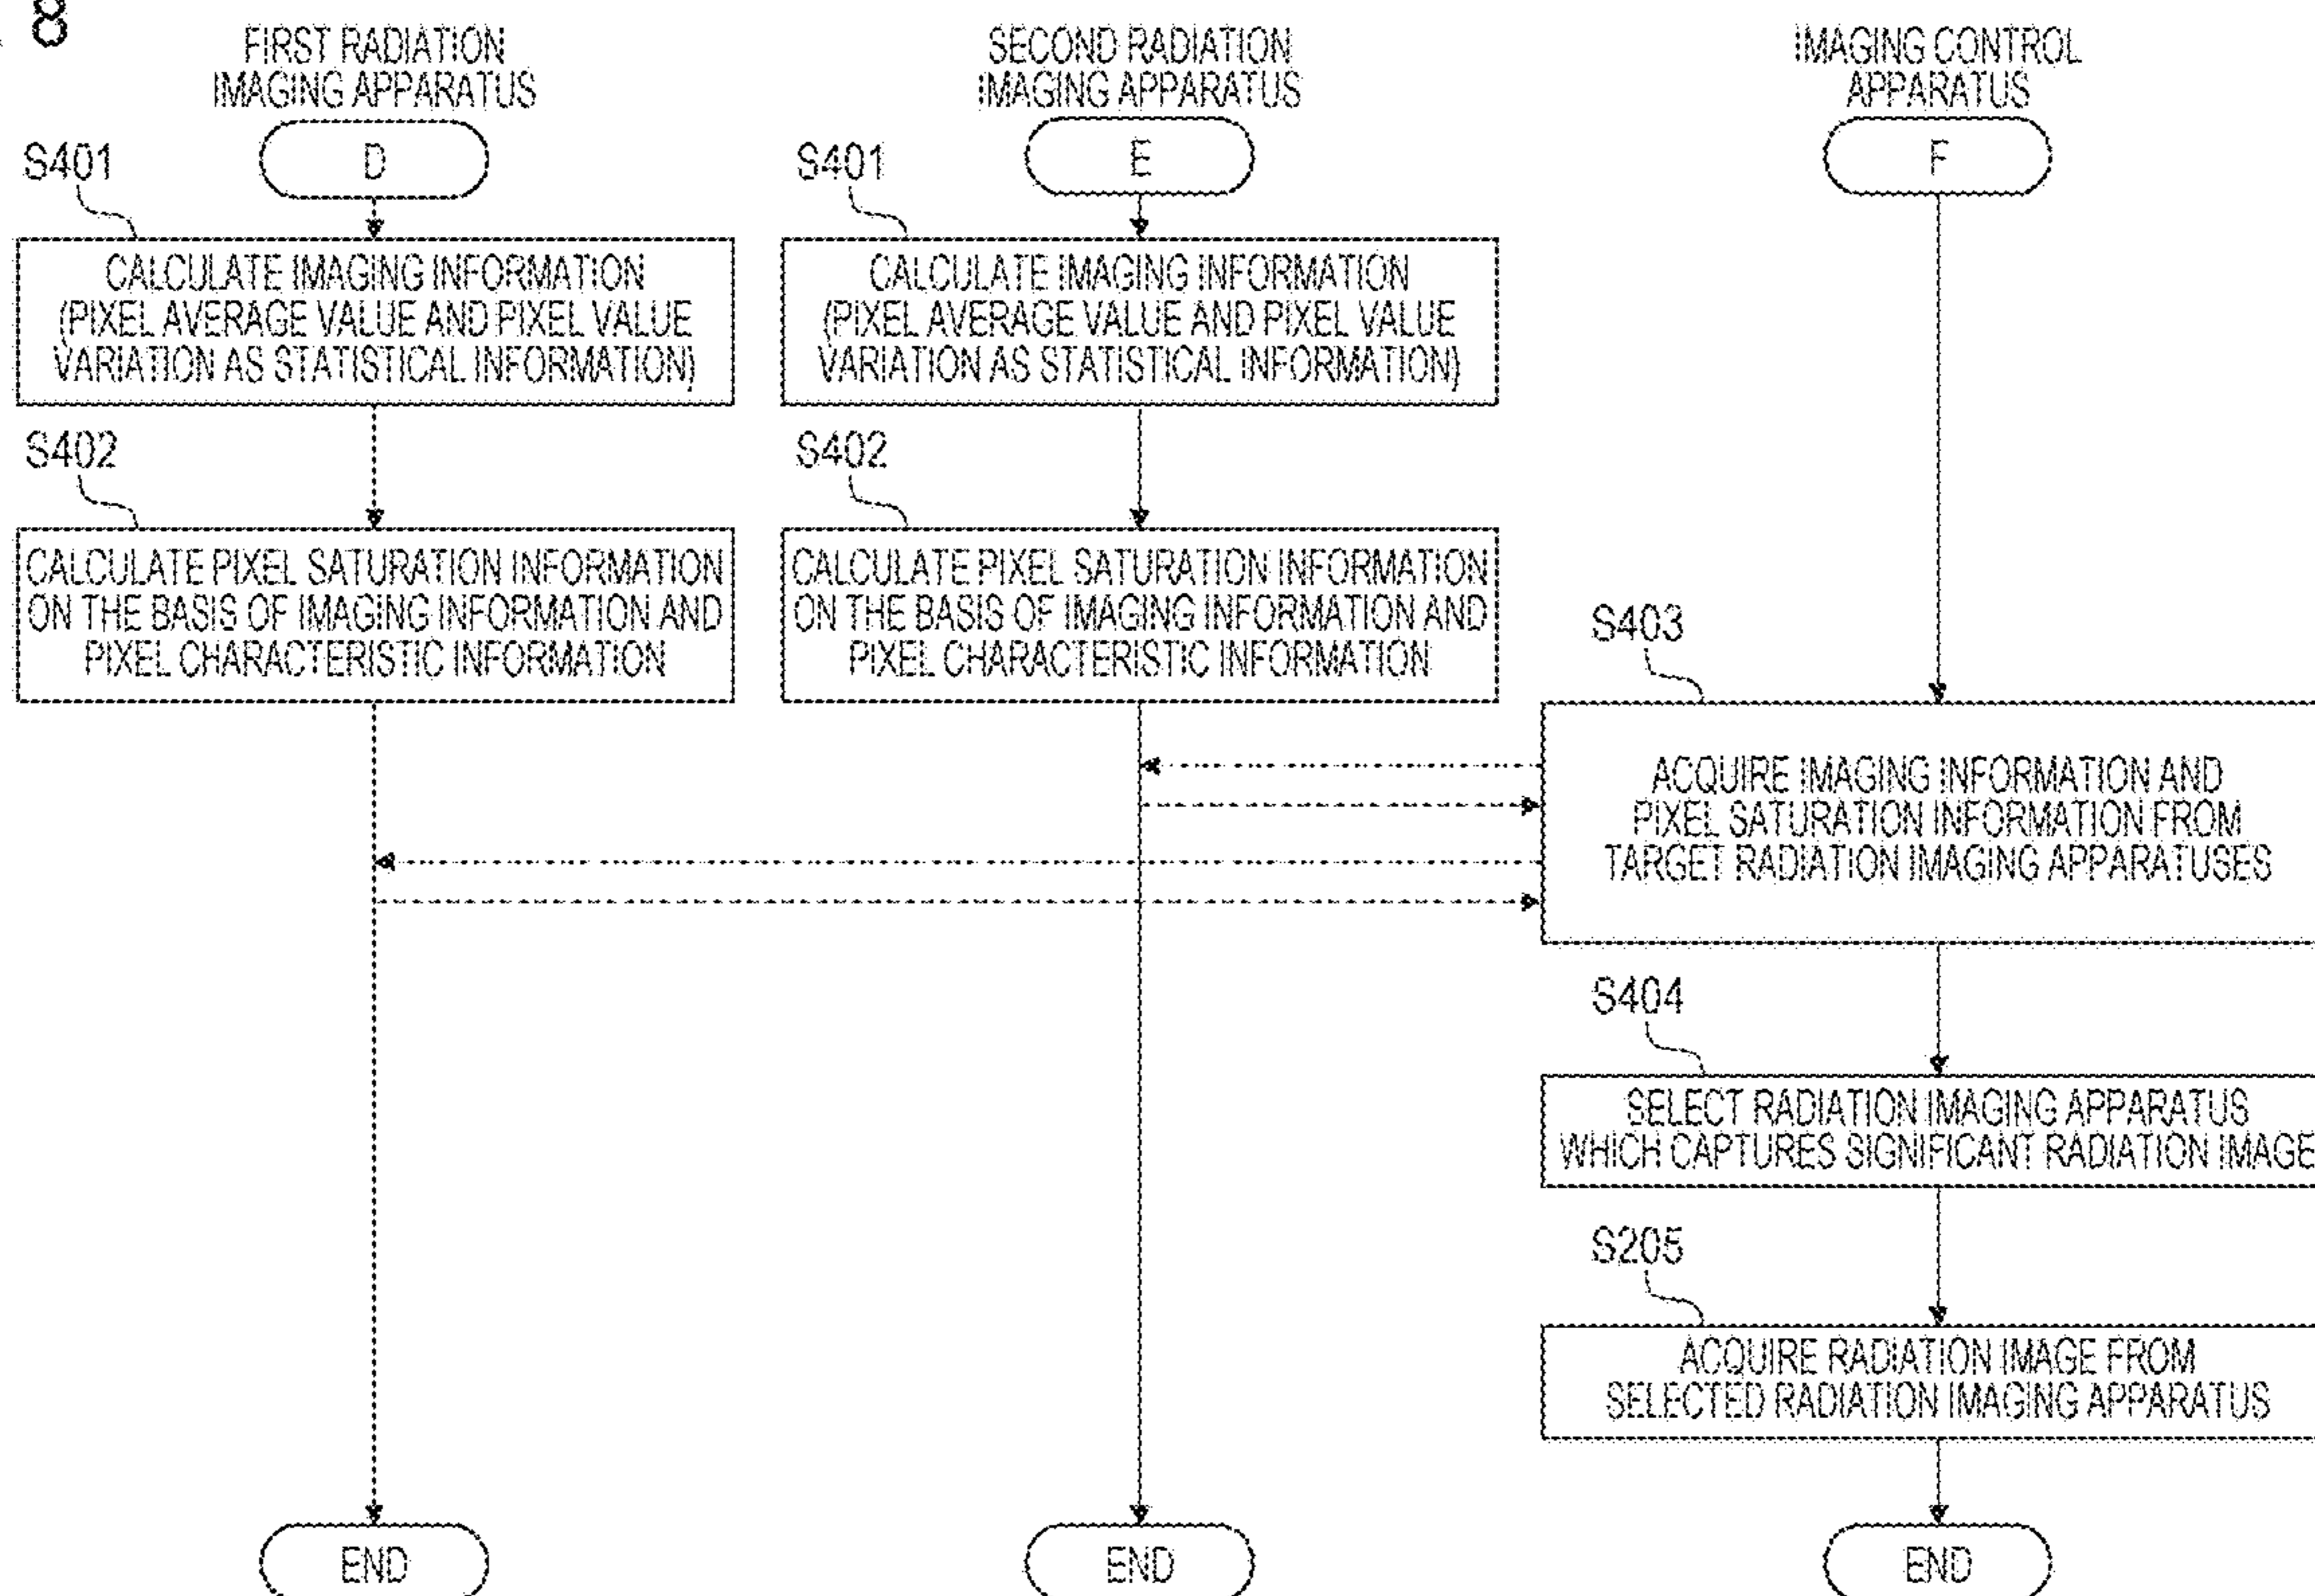 8
FIRST RADIATION
IMAGING APPARATUS
D
S401
CALCULATE IMAGING INFORMATION
(PIXEL AVERAGE VALUE AND PIXEL VALUE
VARIATION AS STATISTICAL INFORMATION)
S402
CALCULATE PIXEL SATURATION INFORMATION
ON THE BASIS OF IMAGING INFORMATION AND
PIXEL CHARACTERISTIC INFORMATION
END
SECOND RADIATION
IMAGING APPARATUS
E
S401
CALCULATE IMAGING INFORMATION
(PIXEL AVERAGE VALUE AND PIXEL VALUE
VARIATION AS STATISTICAL INFORMATION)
S402
CALCULATE PIXEL SATURATION INFORMATION
ON THE BASIS OF IMAGING INFORMATION AND
PIXEL CHARACTERISTIC INFORMATION
END
IMAGING CONTROL
APPARATUS
F
S403
ACQUIRE IMAGING INFORMATION AND
PIXEL SATURATION INFORMATION FROM
TARGET RADIATION IMAGING APPARATUSES
S404
SELECT RADIATION IMAGING APPARATUS
WHICH CAPTURES SIGNIFICANT RADIATION IMAGE
S205
ACQUIRE RADIATION IMAGE FROM
SELECTED RADIATION IMAGING APPARATUS
END